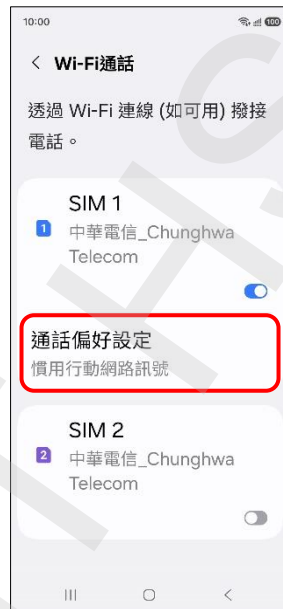 10:00
100
Wi-Fi通話
透過 Wi-Fi 連線 (如可用) 撥接
電話。
SIM 1
1
中華電信_Chunghwa
Telecom
通話偏好設定
慣用行動網路訊號
SIM 2
2
中華電信_Chunghwa
Telecom